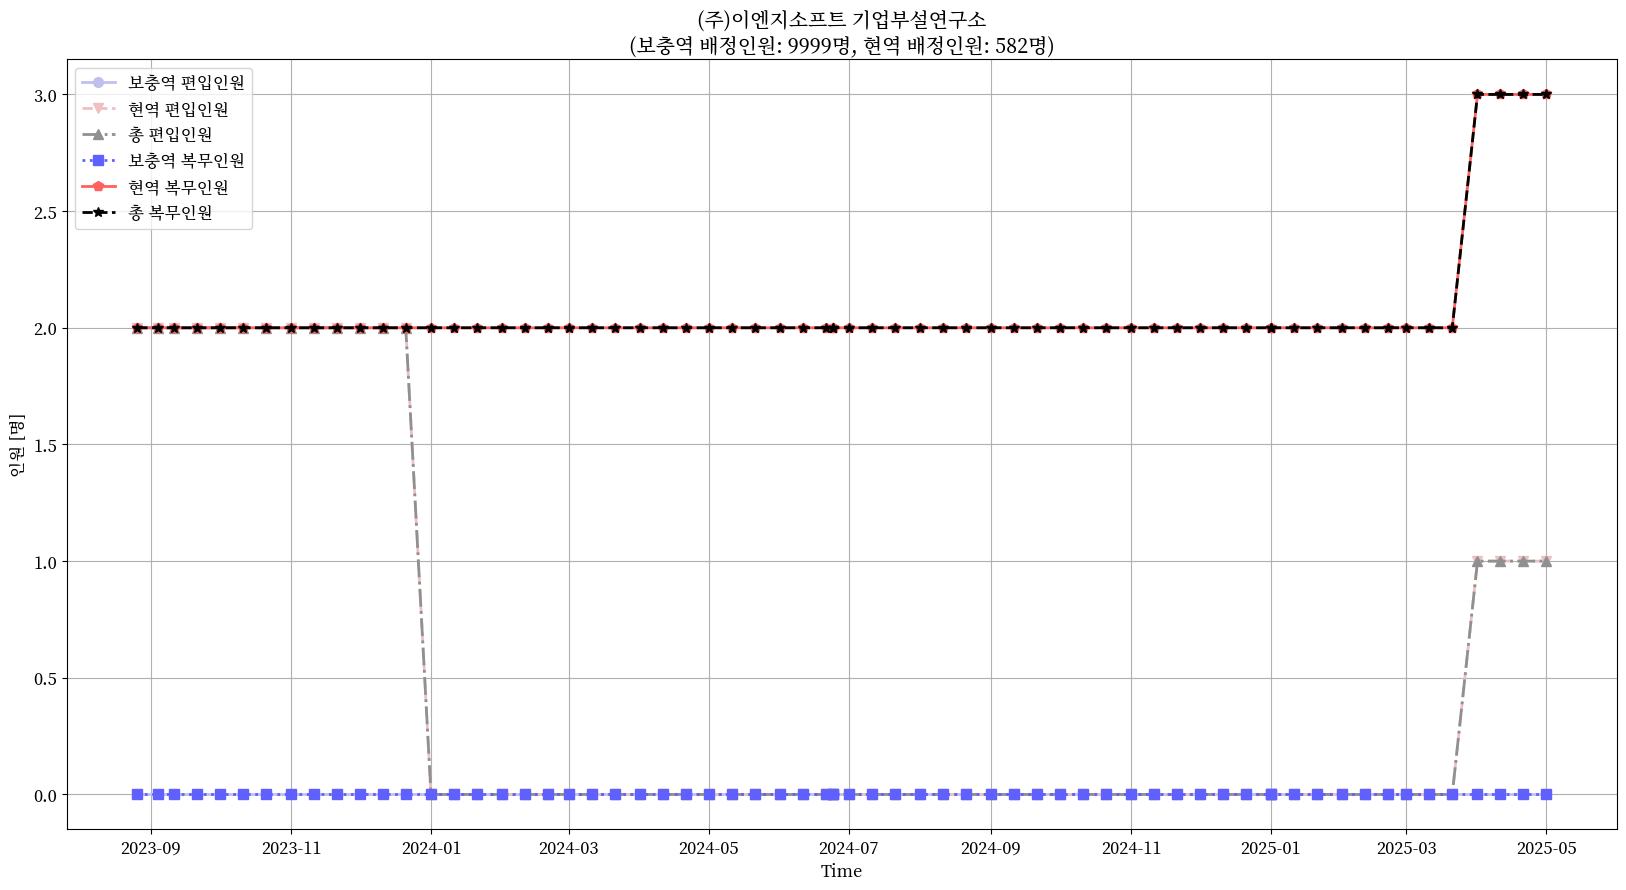 (주)이엔지소프트 기업부설연구소
(보충역 배정인원: 9999명, 현역 배정인원: 582명)
보충역 편입인원
현역 편입인원
총 편입인원
보충역 복무인원
현역 복무인원
총 복무인원
인원 [명]
3.0
2.5
2.0
1.5
1.0
0.5
0.0
2023-09 2023-11 2024-01 2024-03 2024-05 2024-07 2024-09 2024-11 2025-01 2025-03 2025-05
Time